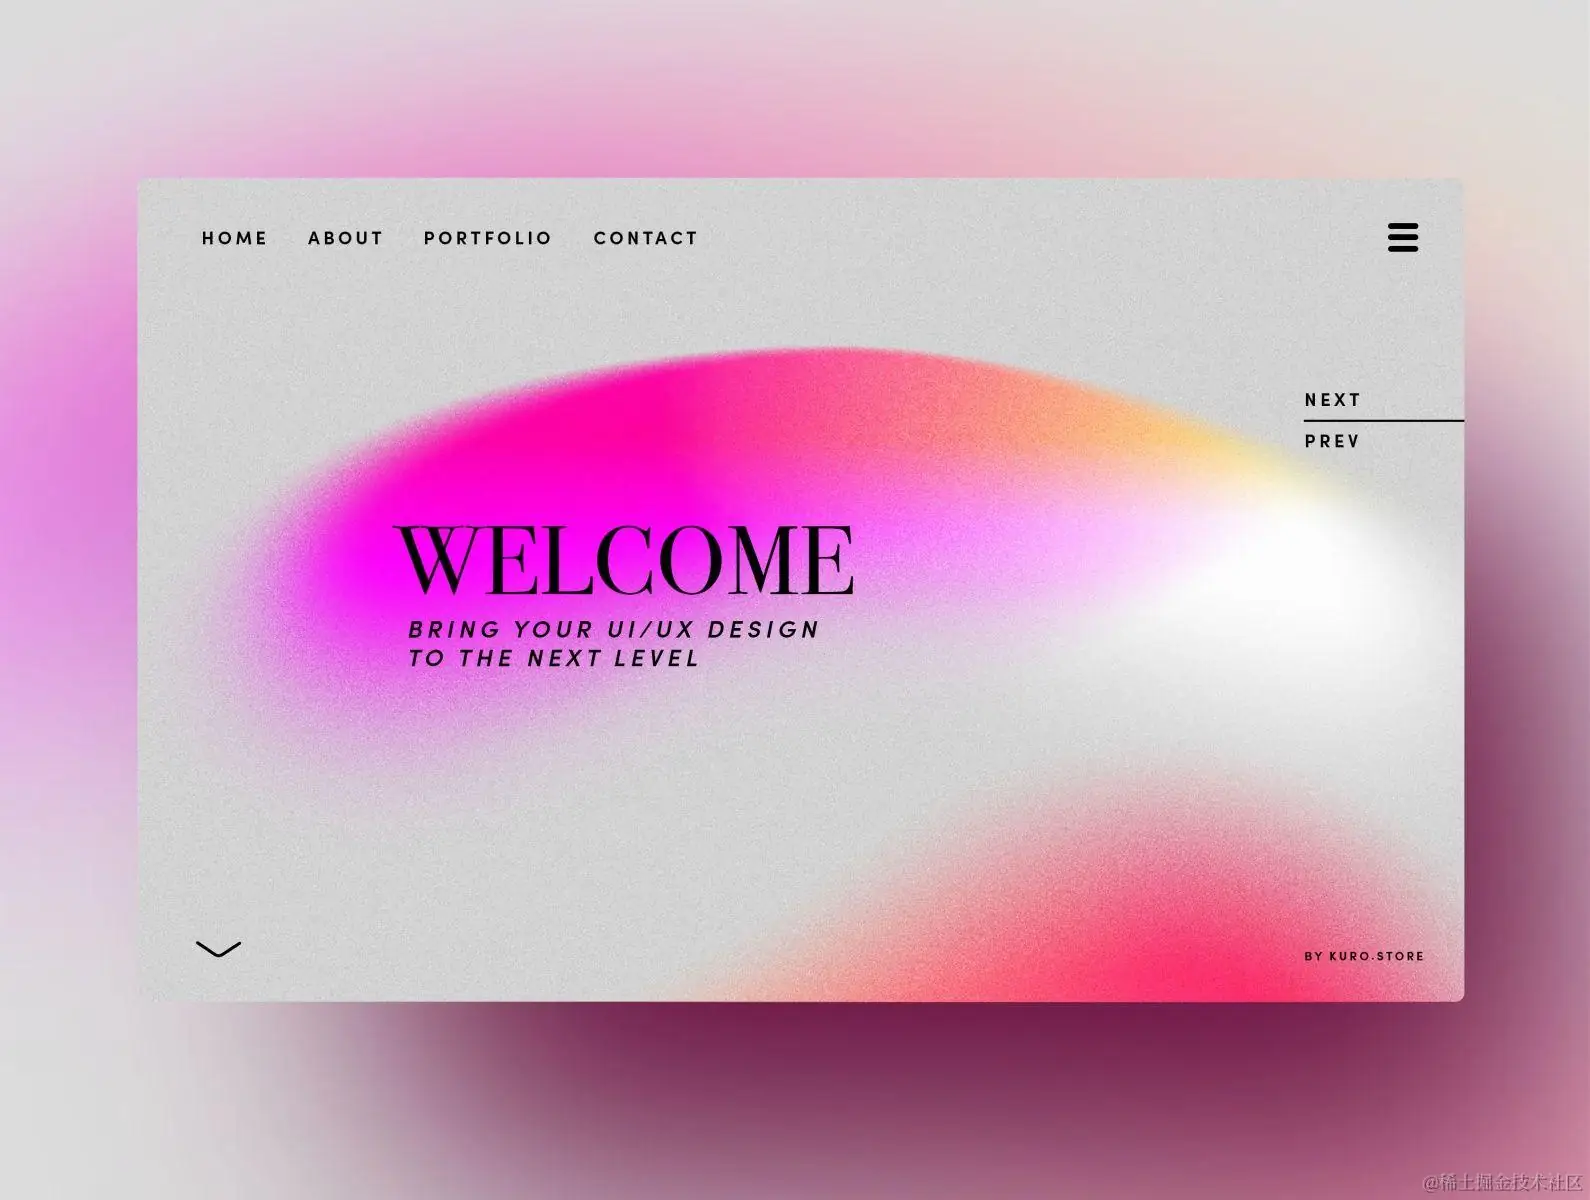 HOME ABOUT PORTFOLIO CONTACT
NEXT
PREV
WELCOME
BRING YOUR UI/UX DESIGN
TO THE NEXT LEVEL
BY KURO.STORE
@稀土掘金技术社区